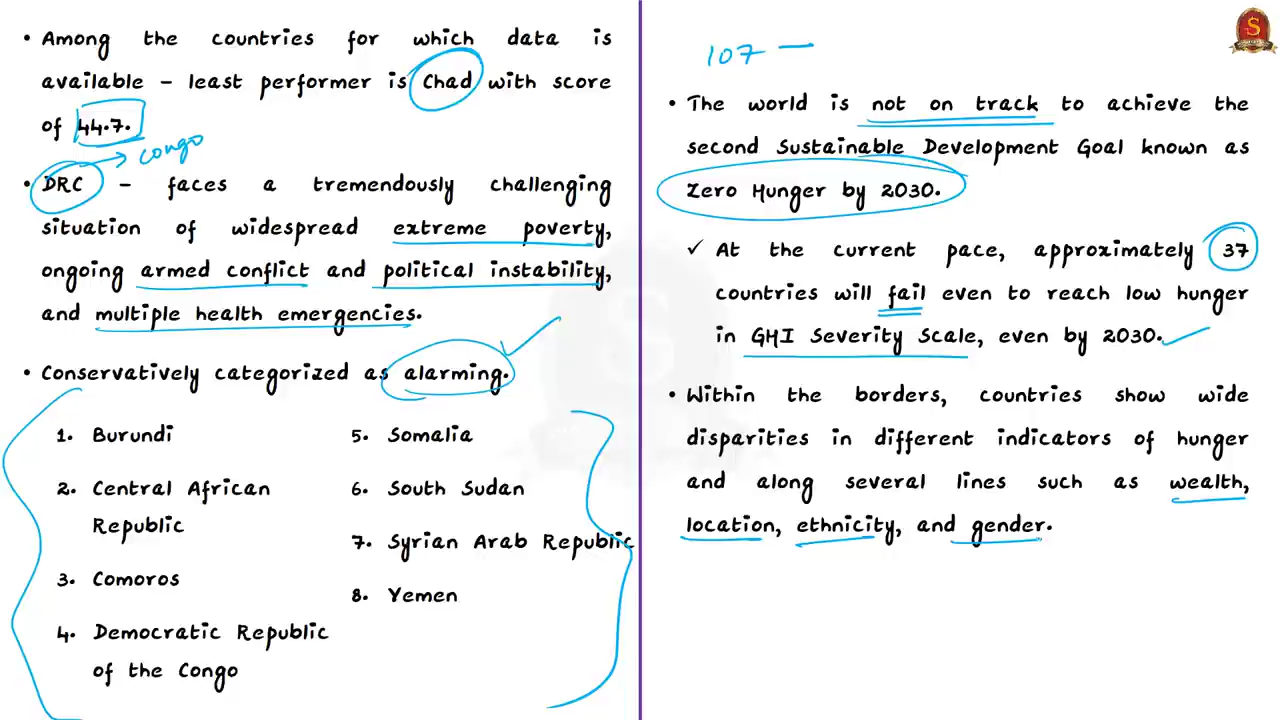 • Among the countries for which data is
available – least performer is Chad with score
of 44.7.
congo
• DRC – faces a tremendously challenging
situation of widespread extreme poverty,
ongoing armed conflict and political instability,
and multiple health emergencies.
• Conservatively categorized as alarming.
1. Burundi
2. Central African
Republic
3. Comoros
4. Democratic Republic
of the Congo
5. Somalia
6. South Sudan
7. Syrian Arab Republic
8. Yemen
107 —
• The world is not on track to achieve the
second Sustainable Development Goal known as
Zero Hunger by 2030.
✓ At the current pace, approximately 37
countries will fail even to reach low hunger
in GHI Severity Scale, even by 2030.
• Within the borders, countries show wide
disparities in different indicators of hunger
and along several lines such as wealth,
location, ethnicity, and gender.